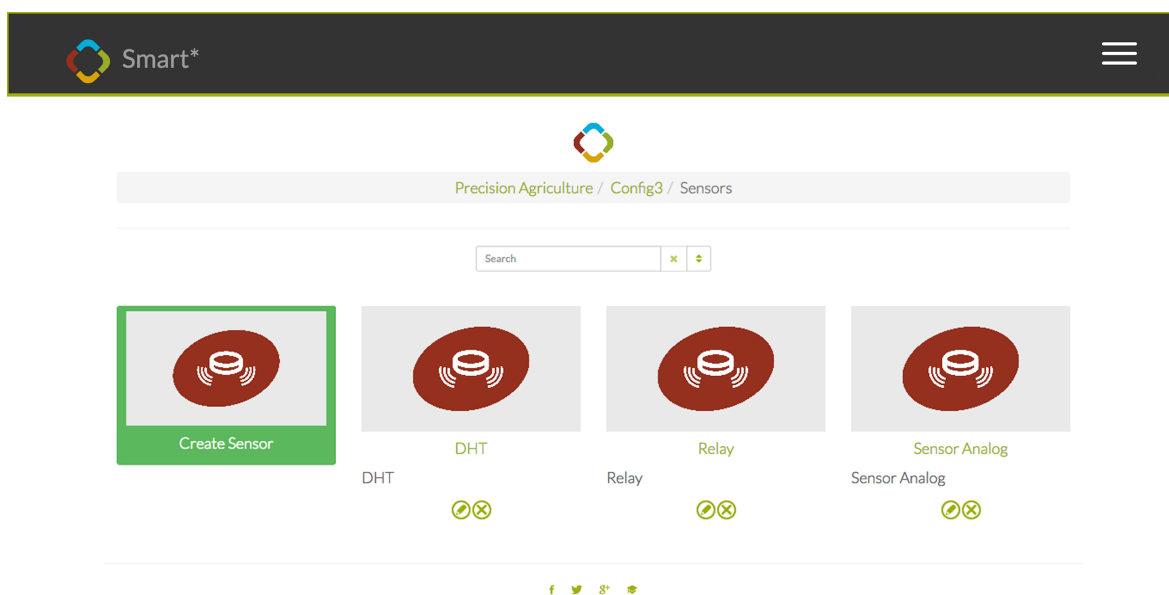 Smart*
Precision Agriculture / Config3 / Sensors
Search
Create Sensor
DHT
Relay
Sensor Analog
DHT
Relay
Sensor Analog